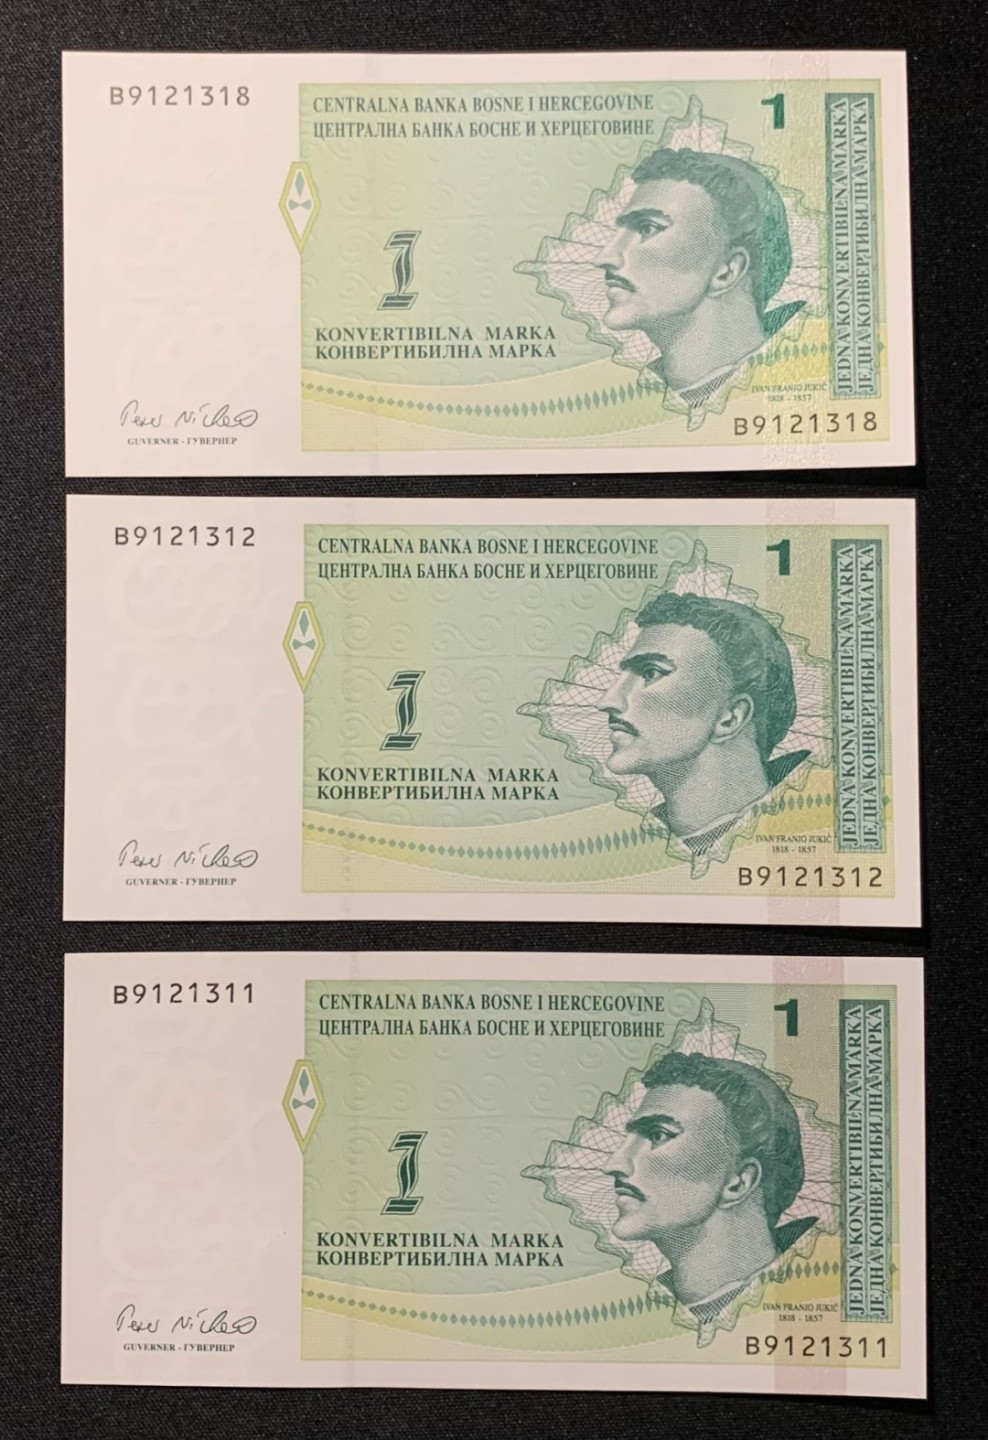 B9121318
CENTRALNA BANKA BOSNE I HERCEGOVINE
ЦЕНТРАЛНА БАНКА БОСНЕ И ХЕРЦЕГОВИНЕ
1
JEDNA KONVERTIBILNA MARKA
ЈЕДНА КОНВЕРТИБИЛНА МАРКА
1
KONVERTIBILNA MARKA
КОНВЕРТИБИЛНА МАРКА
IVAN FRANJO JUKIĆ
1818 - 1857
B9121318
GUVERNER - ГУВЕРНЕР
B9121312
CENTRALNA BANKA BOSNE I HERCEGOVINE
ЦЕНТРАЛНА БАНКА БОСНЕ И ХЕРЦЕГОВИНЕ
1
JEDNA KONVERTIBILNA MARKA
ЈЕДНА КОНВЕРТИБИЛНА МАРКА
1
KONVERTIBILNA MARKA
КОНВЕРТИБИЛНА МАРКА
IVAN FRANJO JUKIĆ
1818 - 1857
B9121312
GUVERNER - ГУВЕРНЕР
B9121311
CENTRALNA BANKA BOSNE I HERCEGOVINE
ЦЕНТРАЛНА БАНКА БОСНЕ И ХЕРЦЕГОВИНЕ
1
JEDNA KONVERTIBILNA MARKA
ЈЕДНА КОНВЕРТИБИЛНА МАРКА
1
KONVERTIBILNA MARKA
КОНВЕРТИБИЛНА МАРКА
IVAN FRANJO JUKIĆ
1818 - 1857
B9121311
GUVERNER - ГУВЕРНЕР